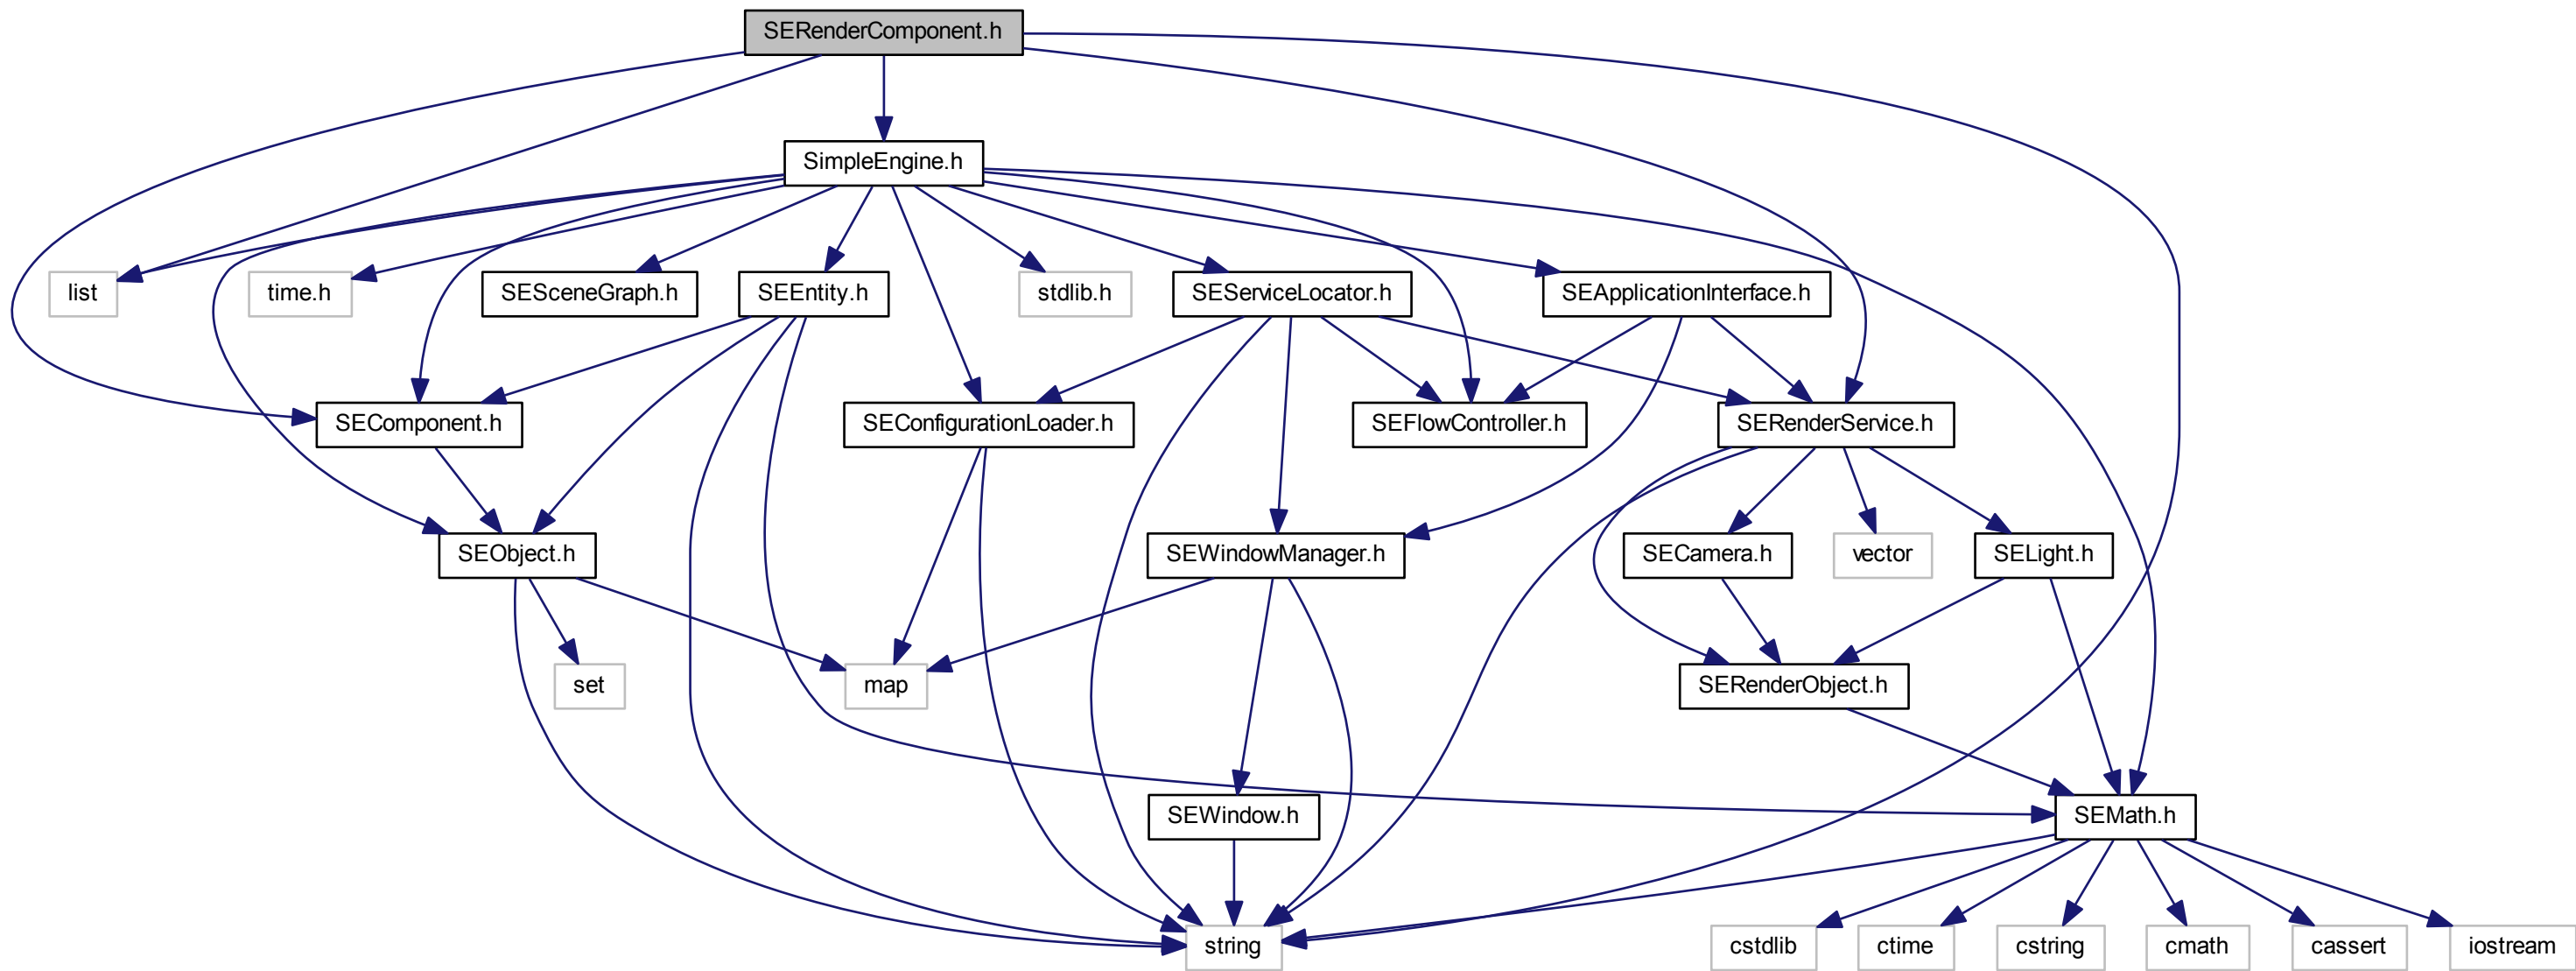 SERenderComponent.h
SimpleEngine.h
list
time.h
SESceneGraph.h
SEEntity.h
stdlib.h
SEServiceLocator.h
SEApplicationInterface.h
SEComponent.h
SEConfigurationLoader.h
SEFlowController.h
SERenderService.h
SEObject.h
SEWindowManager.h
SECamera.h
vector
SELight.h
set
map
SERenderObject.h
SEWindow.h
SEMath.h
string
cstdlib
ctime
cstring
cmath
cassert
iostream